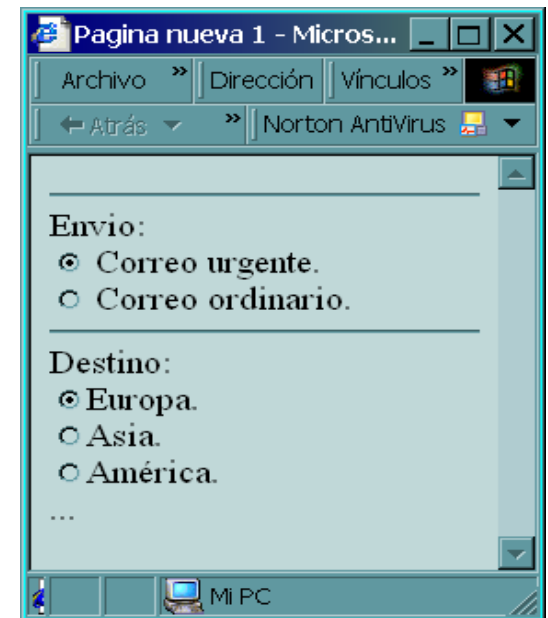 Pagina nueva 1 - Micros...
Archivo » Dirección Vínculos »
Atrás » Norton AntiVirus
Envio:
Correo urgente.
Correo ordinario.
Destino:
Europa.
Asia.
América.
...
Mi PC